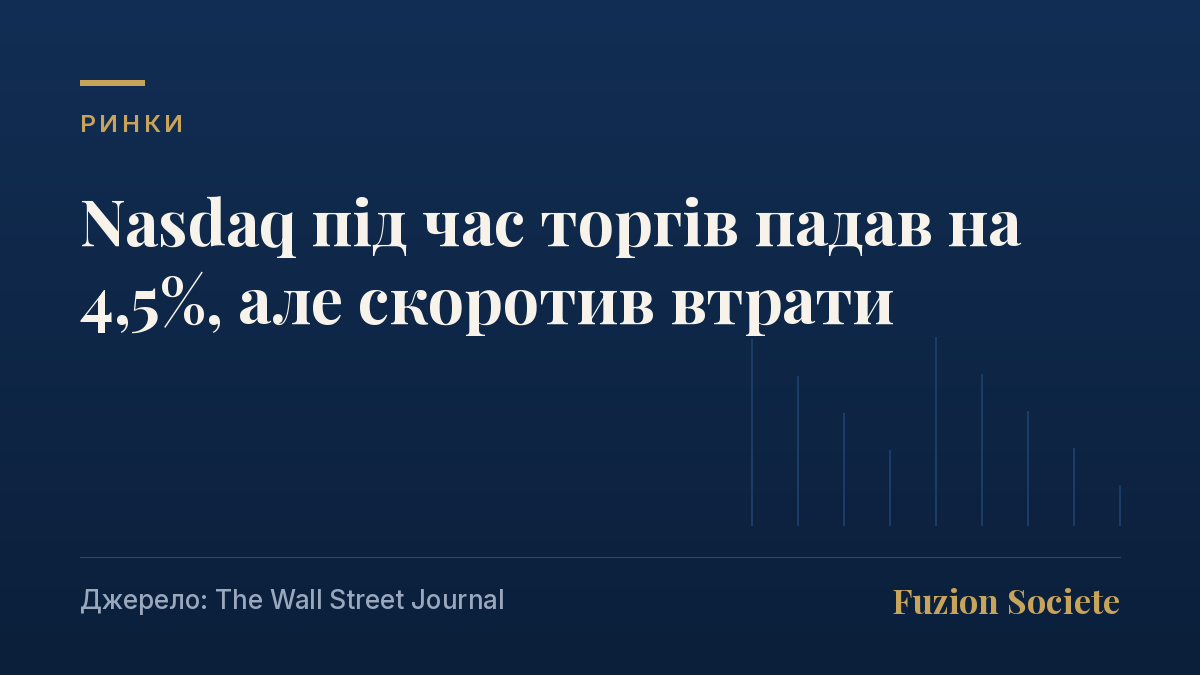 РИНКИ
Nasdaq під час торгів падав на
4,5%, але скоротив втрати
Джерело: The Wall Street Journal
Fuzion Societe